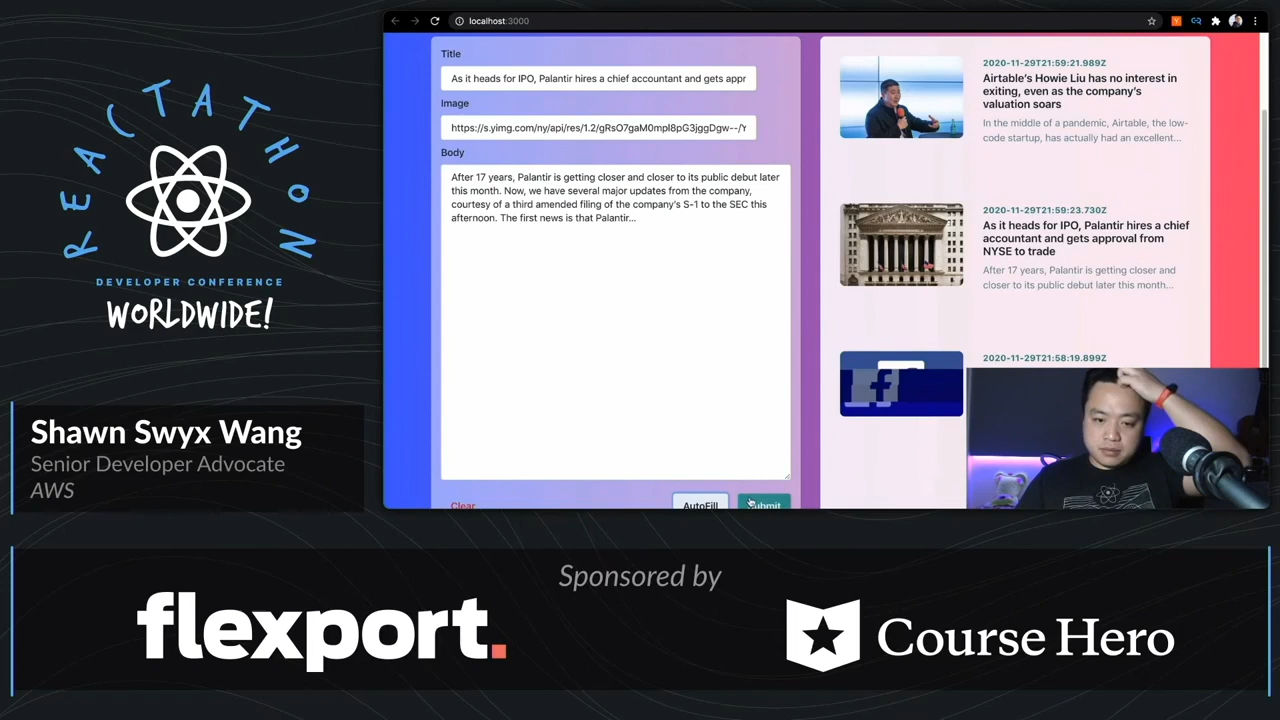 REACTATHON
DEVELOPER CONFERENCE
WORLDWIDE!
Shawn Swyx Wang
Senior Developer Advocate
AWS
localhost:3000
Title
As it heads for IPO, Palantir hires a chief accountant and gets appr
Image
https://s.yimg.com/ny/api/res/1.2/gRsO7gaM0mpl8pG3jggDgw--/Y
Body
After 17 years, Palantir is getting closer and closer to its public debut later
this month. Now, we have several major updates from the company,
courtesy of a third amended filing of the company's S-1 to the SEC this
afternoon. The first news is that Palantir...
Clear
AutoFill
Submit
2020-11-29T21:59:21.989Z
Airtable's Howie Liu has no interest in
exiting, even as the company's
valuation soars
In the middle of a pandemic, Airtable, the low-
code startup, has actually had an excellent...
2020-11-29T21:59:23.730Z
As it heads for IPO, Palantir hires a chief
accountant and gets approval from
NYSE to trade
After 17 years, Palantir is getting closer and
closer to its public debut later this month...
2020-11-29T21:58:19.899Z
f
Sponsored by
flexport.
Course Hero